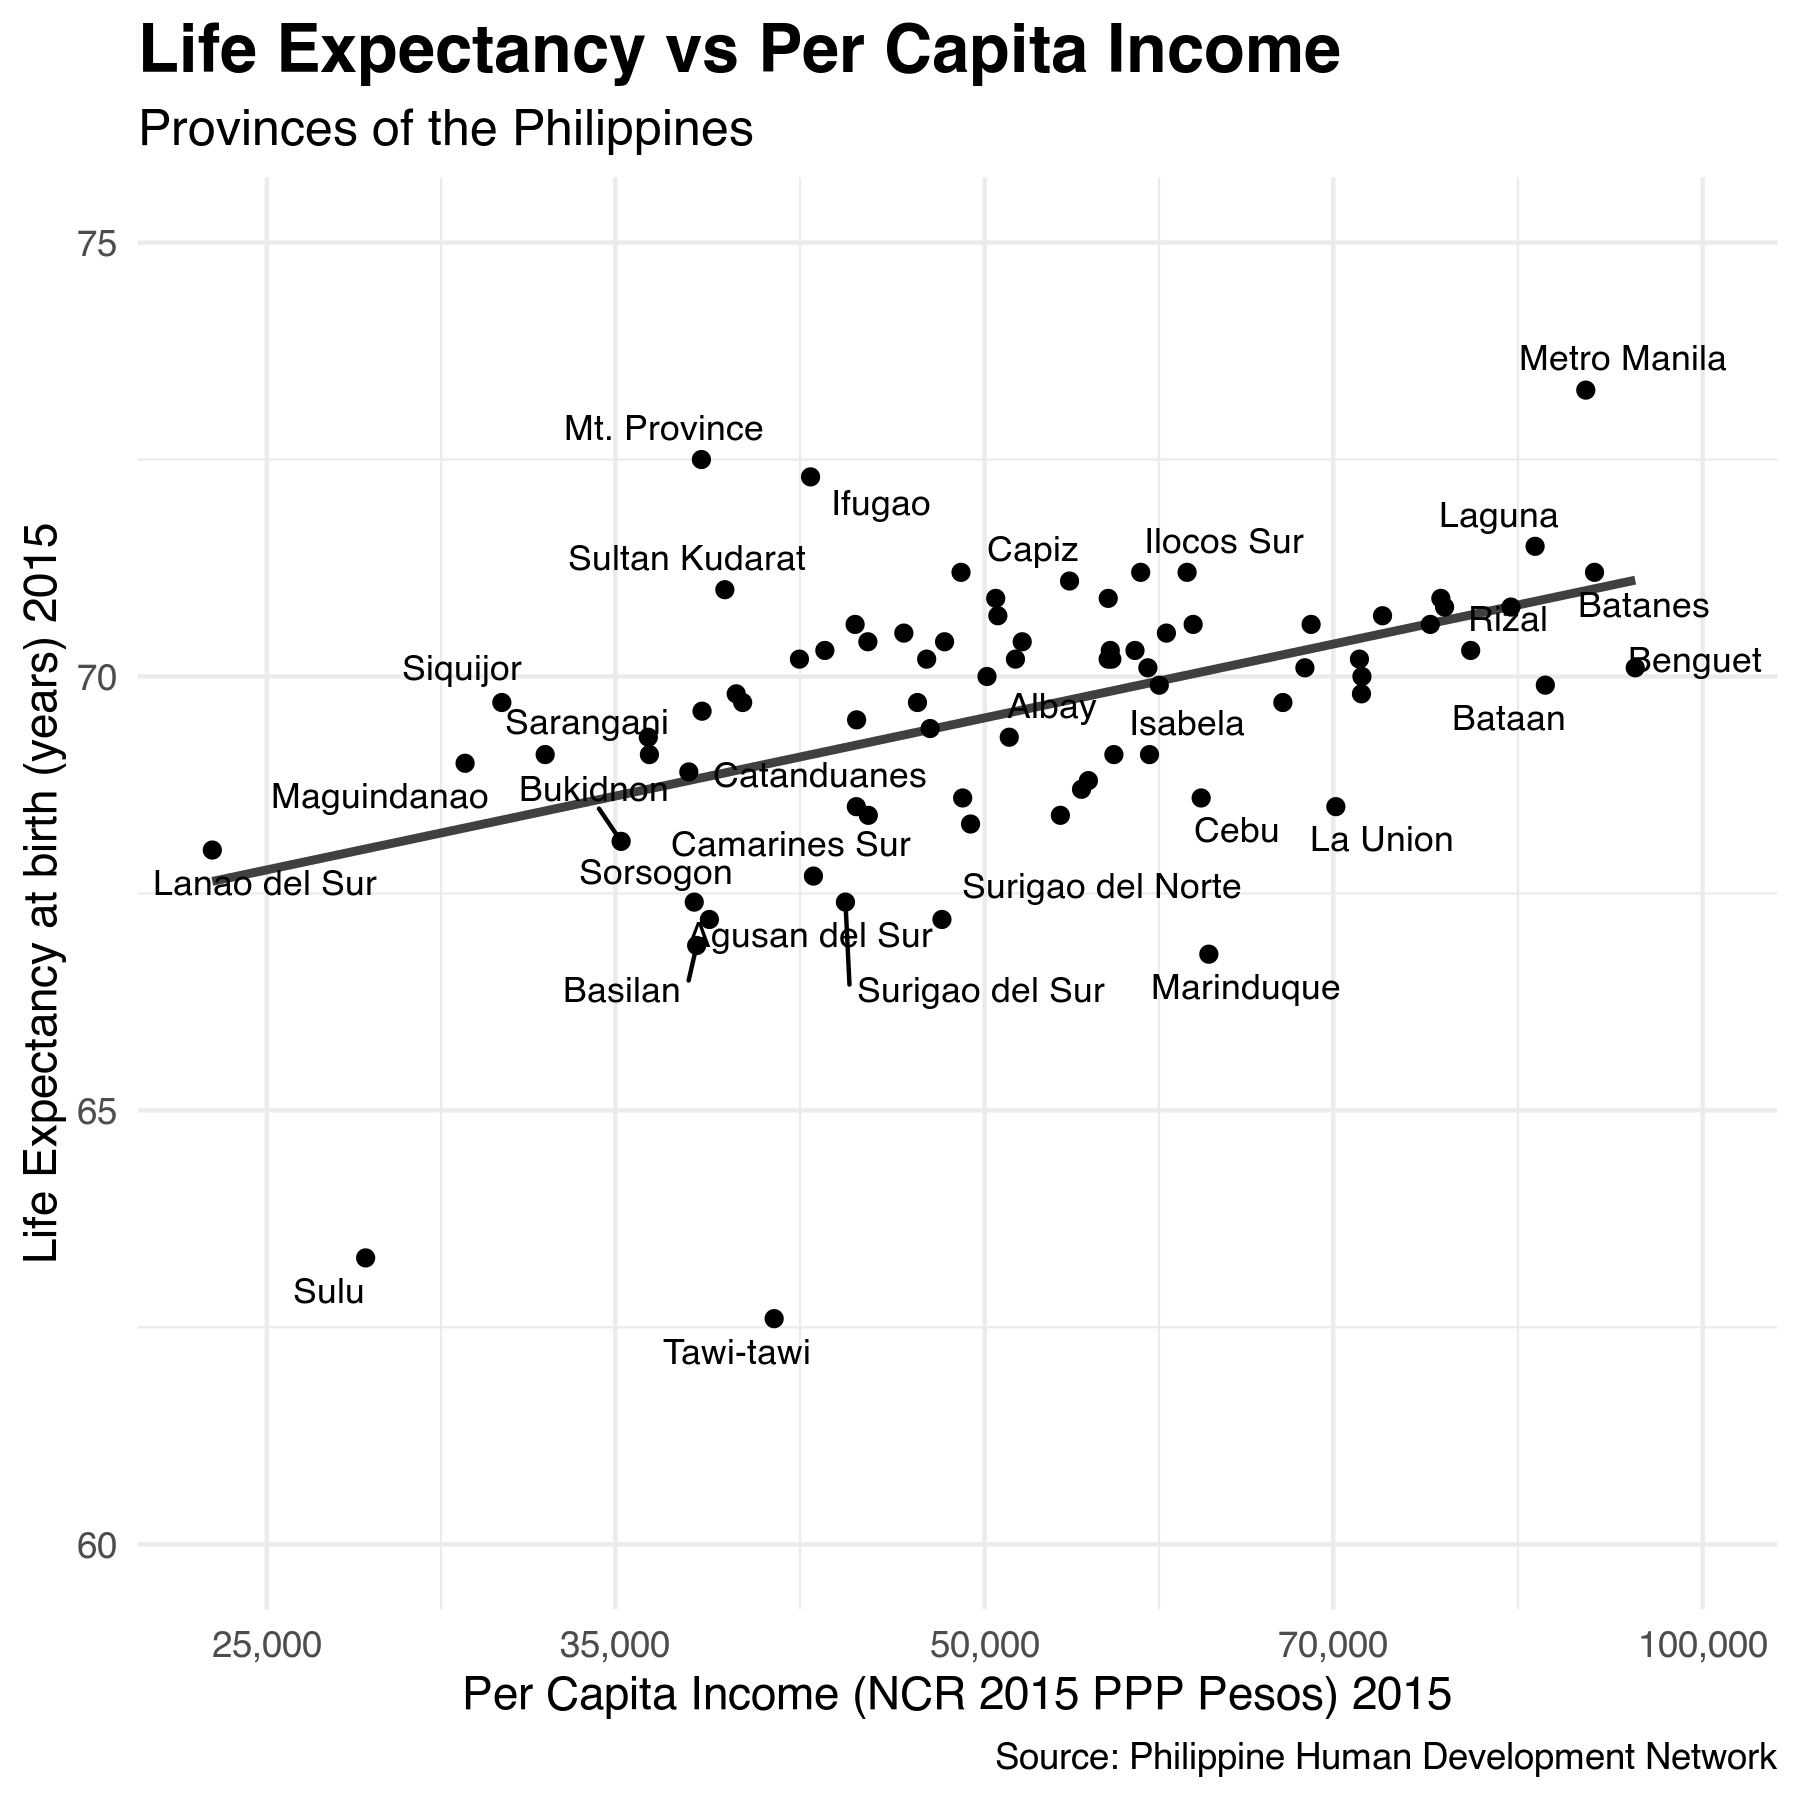 Life Expectancy vs Per Capita Income
Provinces of the Philippines
Life Expectancy at birth (years) 2015
75
70
65
60
Metro Manila
Mt. Province
Ifugao
Laguna
Capiz
Ilocos Sur
Sultan Kudarat
Batanes
Rizal
Benguet
Siquijor
Albay
Bataan
Sarangani
Isabela
Catanduanes
Bukidnon
Maguindanao
Cebu
La Union
Camarines Sur
Sorsogon
Lanao del Sur
Surigao del Norte
Agusan del Sur
Marinduque
Basilan
Surigao del Sur
Sulu
Tawi-tawi
25,000
35,000
50,000
70,000
100,000
Per Capita Income (NCR 2015 PPP Pesos) 2015
Source: Philippine Human Development Network